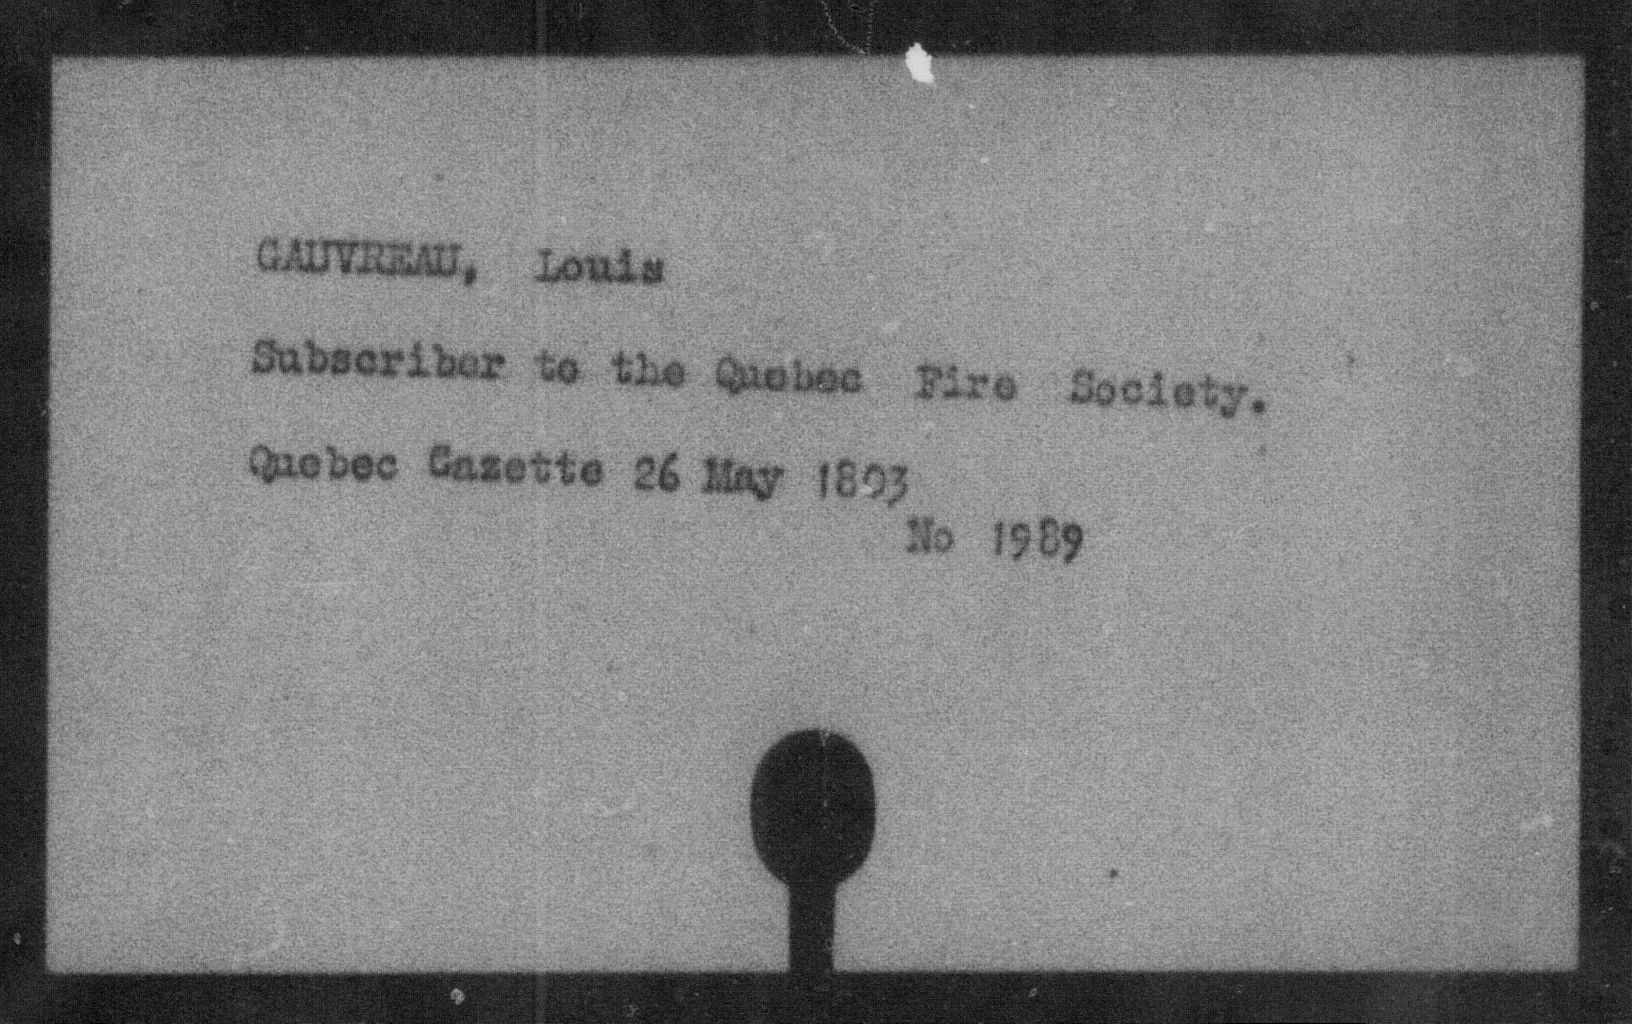 GAUVREAU, Louis
Subscriber to the Quebec Fire Society.
Quebec Gazette 26 May 1803
No 1989